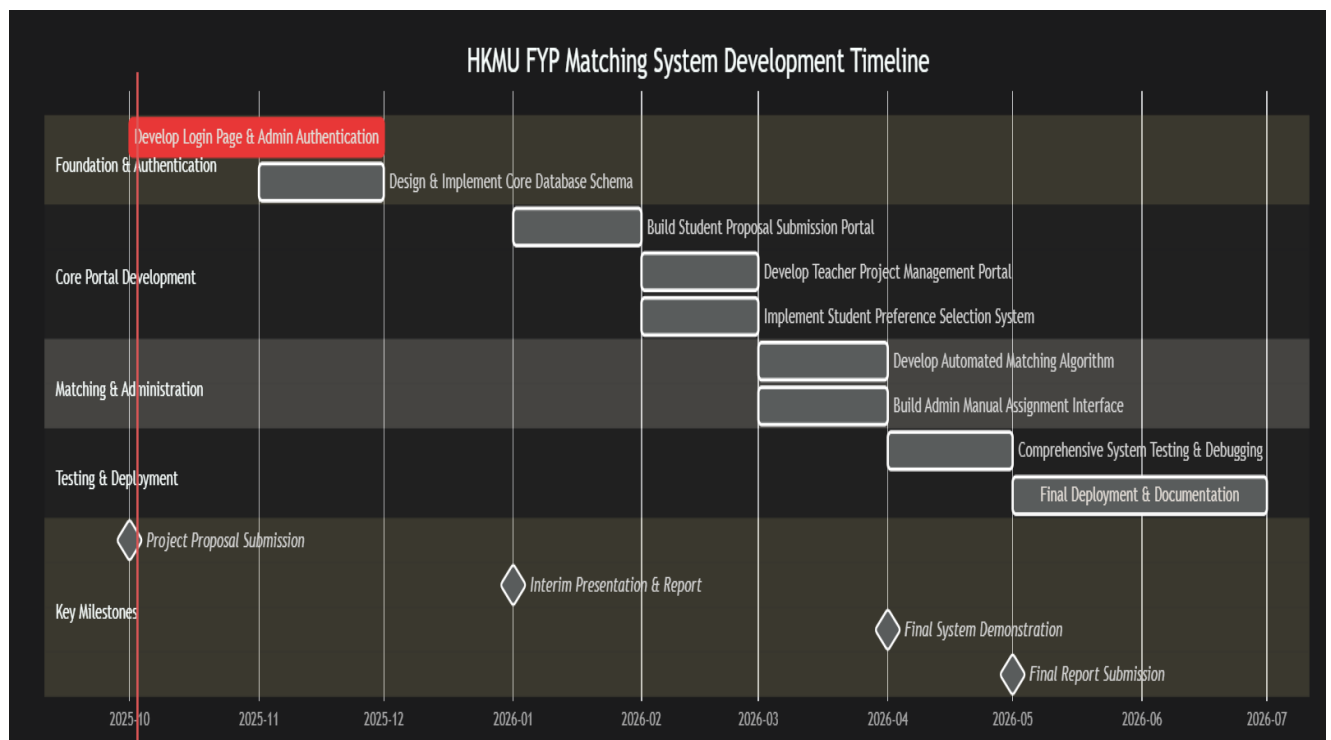 HKMU FYP Matching System Development Timeline
Foundation & Authentication
Develop Login Page & Admin Authentication
Design & Implement Core Database Schema
Core Portal Development
Build Student Proposal Submission Portal
Develop Teacher Project Management Portal
Implement Student Preference Selection System
Matching & Administration
Develop Automated Matching Algorithm
Build Admin Manual Assignment Interface
Testing & Deployment
Comprehensive System Testing & Debugging
Final Deployment & Documentation
Key Milestones
Project Proposal Submission
Interim Presentation & Report
Final System Demonstration
Final Report Submission
2025-10 2025-11 2025-12 2026-01 2026-02 2026-03 2026-04 2026-05 2026-06 2026-07